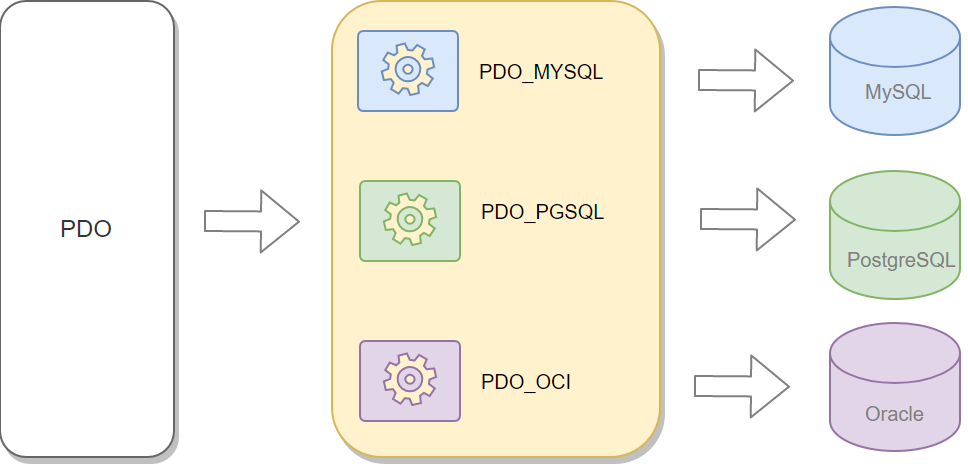 PDO
PDO_MYSQL
MySQL
PDO_PGSQL
PostgreSQL
PDO_OCI
Oracle